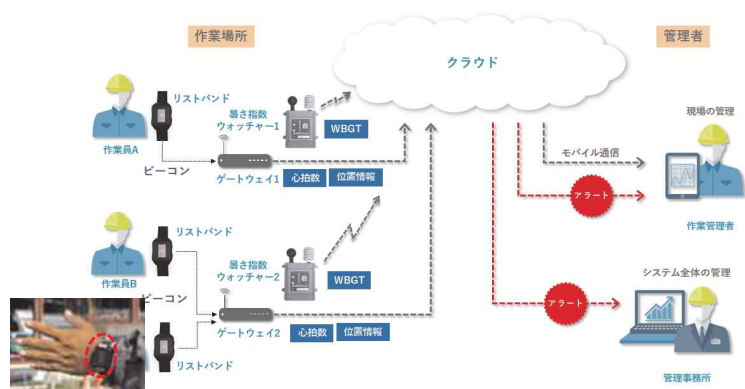 作業場所
管理者
クラウド
リストバンド
暑さ指数
ウォッチャー1
WBGT
作業員A
ビーコン
ゲートウェイ1
心拍数
位置情報
現場の管理
モバイル通信
アラート
作業管理者
リストバンド
暑さ指数
ウォッチャー2
WBGT
作業員B
ビーコン
ゲートウェイ2
心拍数
位置情報
リストバンド
システム全体の管理
アラート
管理事務所